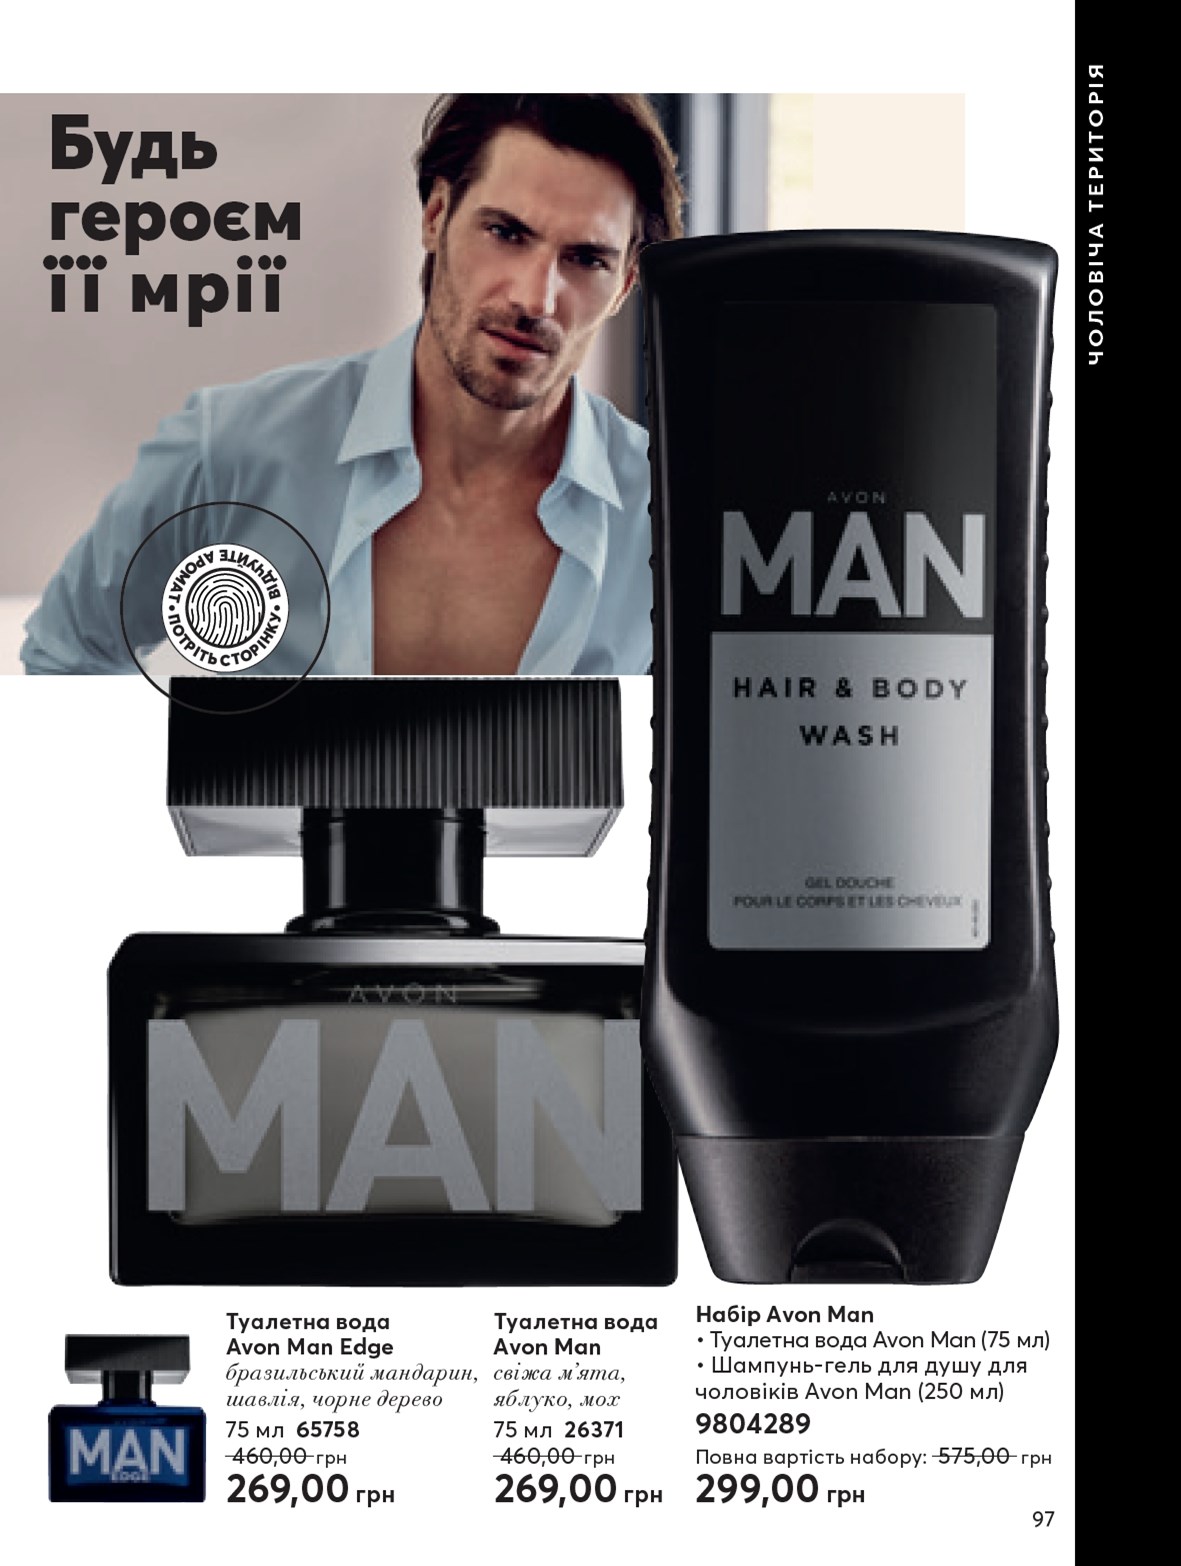 ЧОЛОВІЧА ТЕРИТОРІЯ
Будь
героєм
її мрії
ВІДЧУЙТЕ АРОМАТ • ПОТРІТЬ СТОРІНКУ •
AVON
MAN
HAIR & BODY
WASH
GEL DOUCHE
POUR LE CORPS ET LES CHEVEUX
AVON
MAN
MAN
EDGE
Туалетна вода
Avon Man Edge
бразильський мандарин,
шавлія, чорне дерево
75 мл 65758
460,00 грн
269,00 грн
Туалетна вода
Avon Man
свіжа м’ята,
яблуко, мох
75 мл 26371
460,00 грн
269,00 грн
Набір Avon Man
• Туалетна вода Avon Man (75 мл)
• Шампунь-гель для душу для
чоловіків Avon Man (250 мл)
9804289
Повна вартість набору: 575,00 грн
299,00 грн
97